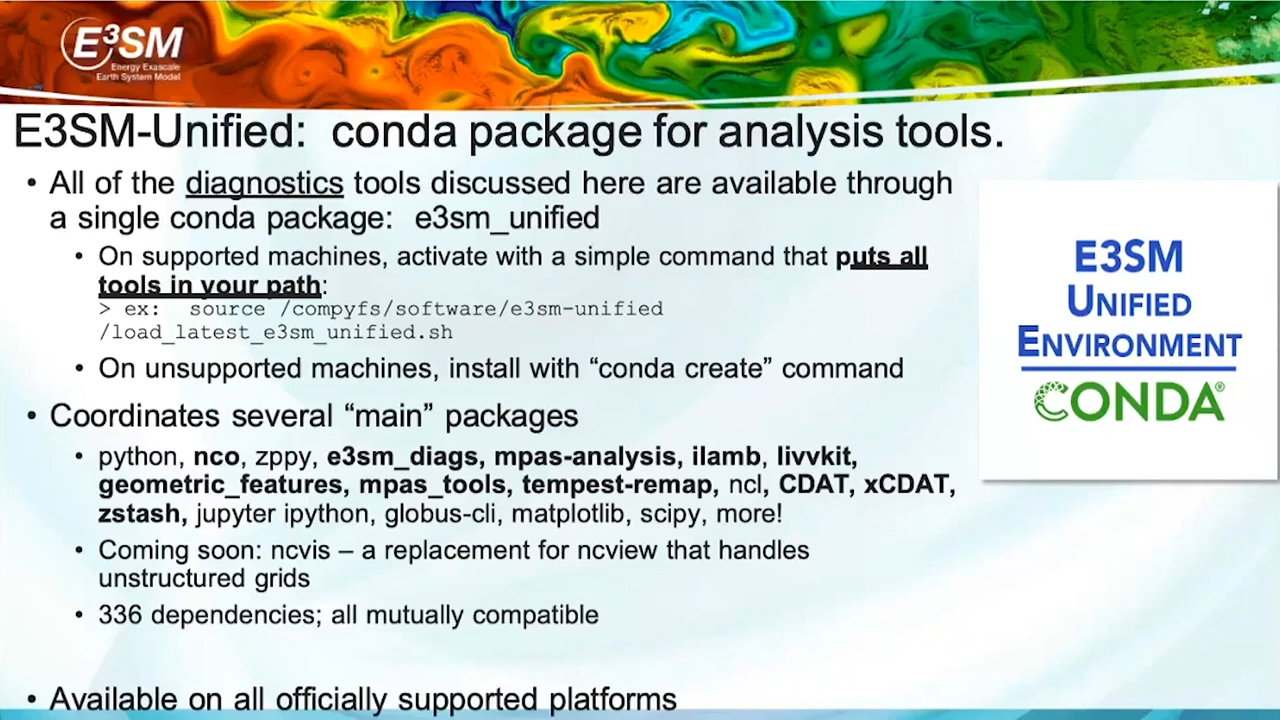 E³SM
Energy Exascale
Earth System Model
E3SM-Unified: conda package for analysis tools.
• All of the diagnostics tools discussed here are available through
a single conda package: e3sm_unified
• On supported machines, activate with a simple command that puts all
tools in your path:
> ex: source /compyfs/software/e3sm-unified
/load_latest_e3sm_unified.sh
• On unsupported machines, install with “conda create” command
• Coordinates several “main” packages
• python, nco, zppy, e3sm_diags, mpas-analysis, ilamb, livvkit,
geometric_features, mpas_tools, tempest-remap, ncl, CDAT, xCDAT,
zstash, jupyter ipython, globus-cli, matplotlib, scipy, more!
• Coming soon: ncvis – a replacement for ncview that handles
unstructured grids
• 336 dependencies; all mutually compatible
• Available on all officially supported platforms
E3SM
UNIFIED
ENVIRONMENT
CONDA®